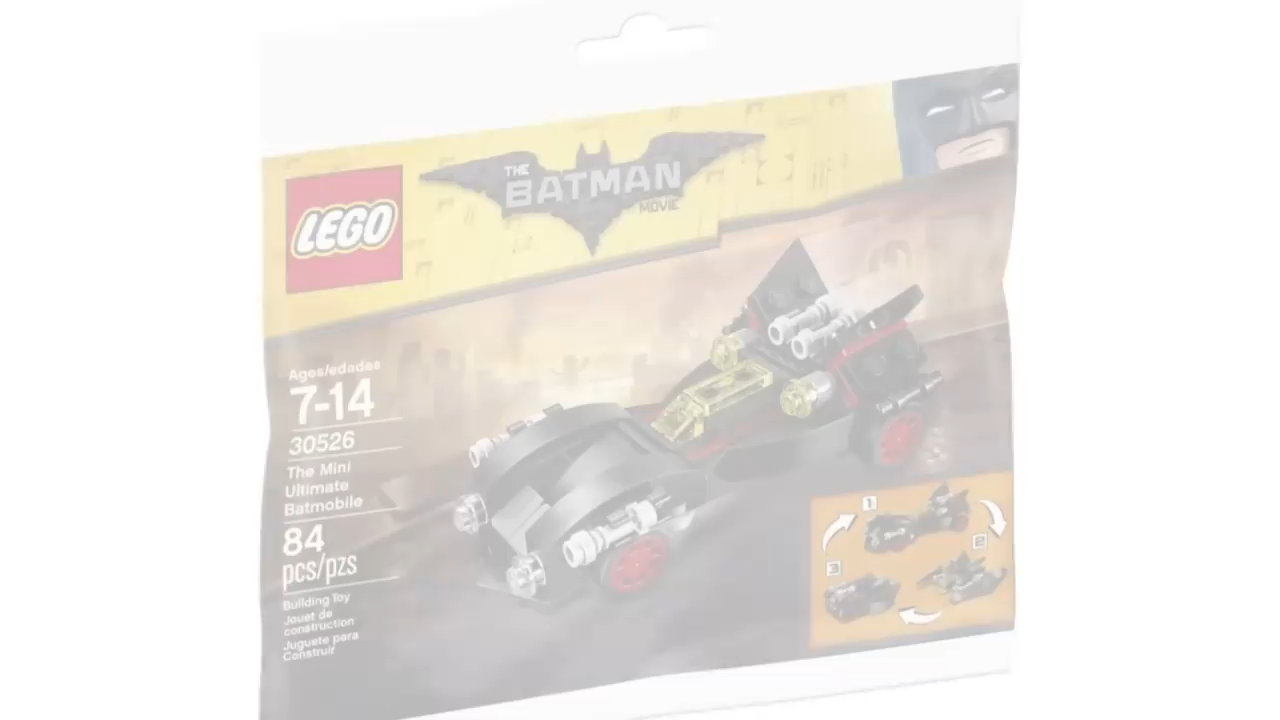 LEGO
THE
BATMAN
MOVIE
Ages/edades
7-14
30526
The Mini
Ultimate
Batmobile
84
pcs/pzs
Building Toy
Jouet de
construction
Juguete para
Construir
1
2
3